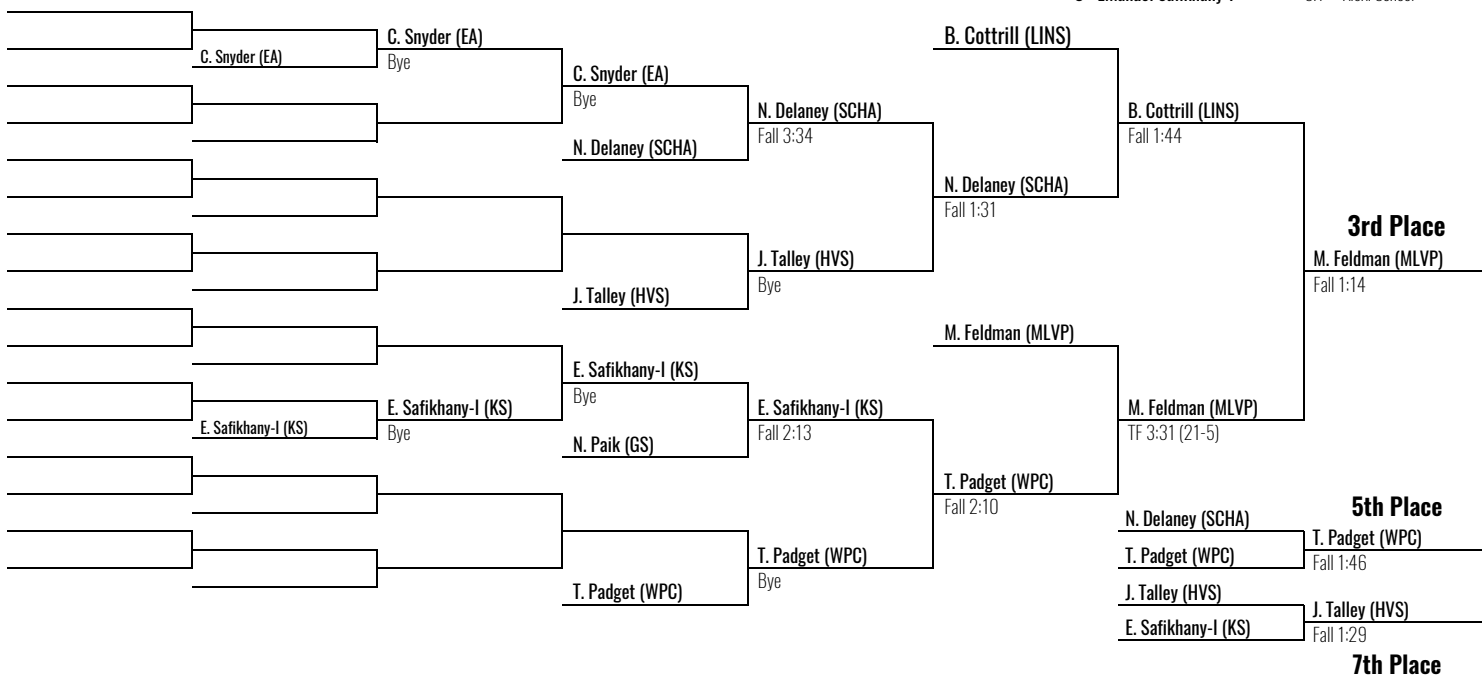 C. Snyder (EA)
C. Snyder (EA)
Bye
C. Snyder (EA)
Bye
N. Delaney (SCHA)
N. Delaney (SCHA)
Fall 3:34
J. Talley (HVS)
J. Talley (HVS)
Bye
N. Delaney (SCHA)
Fall 1:31
B. Cottrill (LINS)
B. Cottrill (LINS)
Fall 1:44
E. Safikhany-I (KS)
E. Safikhany-I (KS)
Bye
E. Safikhany-I (KS)
Bye
N. Paik (GS)
E. Safikhany-I (KS)
Fall 2:13
T. Padget (WPC)
T. Padget (WPC)
Bye
T. Padget (WPC)
Fall 2:10
M. Feldman (MLVP)
M. Feldman (MLVP)
TF 3:31 (21-5)
3rd Place
M. Feldman (MLVP)
Fall 1:14
5th Place
N. Delaney (SCHA)
T. Padget (WPC)
T. Padget (WPC)
Fall 1:46
J. Talley (HVS)
E. Safikhany-I (KS)
J. Talley (HVS)
Fall 1:29
7th Place